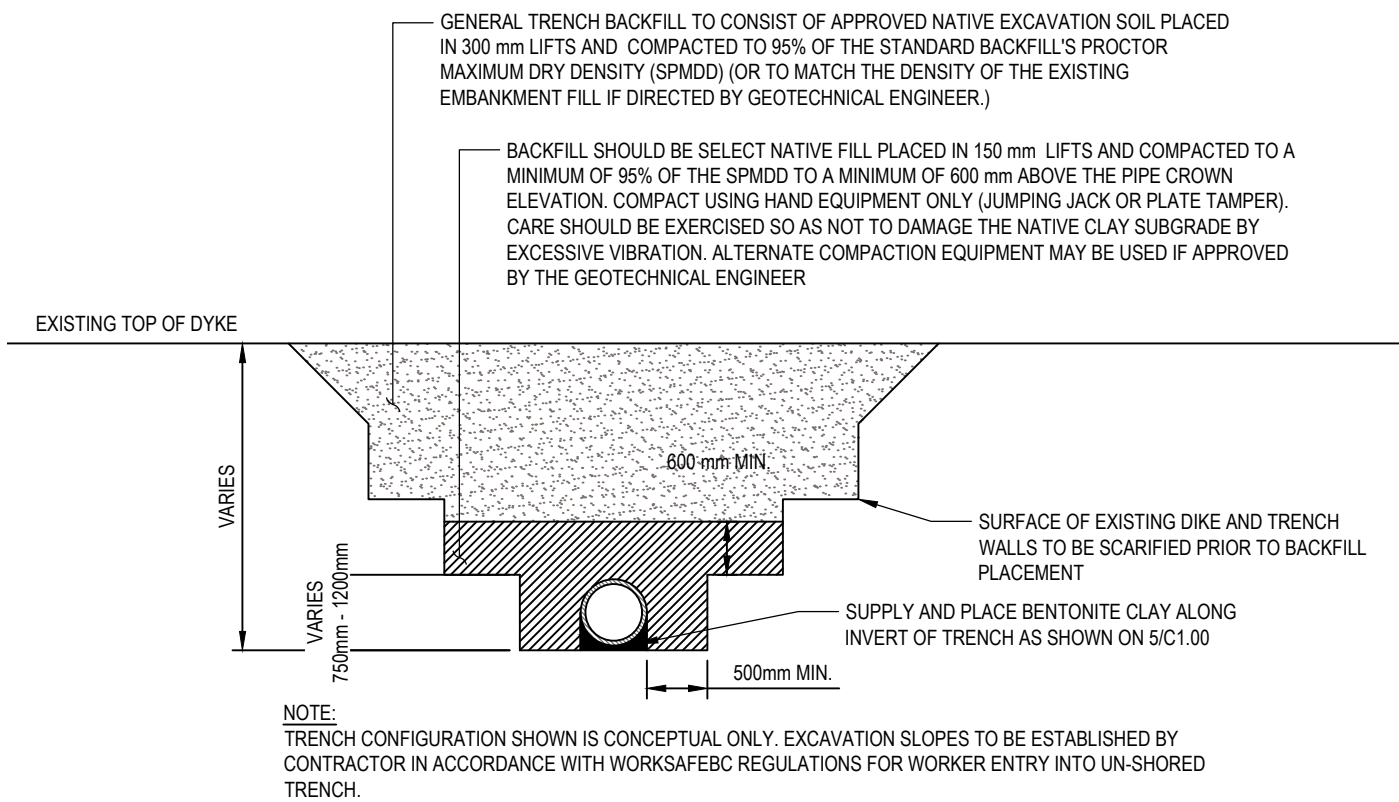 GENERAL TRENCH BACKFILL TO CONSIST OF APPROVED NATIVE EXCAVATION SOIL PLACED
IN 300 mm LIFTS AND COMPACTED TO 95% OF THE STANDARD BACKFILL'S PROCTOR
MAXIMUM DRY DENSITY (SPMDD) (OR TO MATCH THE DENSITY OF THE EXISTING
EMBANKMENT FILL IF DIRECTED BY GEOTECHNICAL ENGINEER.)
BACKFILL SHOULD BE SELECT NATIVE FILL PLACED IN 150 mm LIFTS AND COMPACTED TO A
MINIMUM OF 95% OF THE SPMDD TO A MINIMUM OF 600 mm ABOVE THE PIPE CROWN
ELEVATION. COMPACT USING HAND EQUIPMENT ONLY (JUMPING JACK OR PLATE TAMPER).
CARE SHOULD BE EXERCISED SO AS NOT TO DAMAGE THE NATIVE CLAY SUBGRADE BY
EXCESSIVE VIBRATION. ALTERNATE COMPACTION EQUIPMENT MAY BE USED IF APPROVED
BY THE GEOTECHNICAL ENGINEER
EXISTING TOP OF DYKE
VARIES
600 mm MIN.
SURFACE OF EXISTING DIKE AND TRENCH
WALLS TO BE SCARIFIED PRIOR TO BACKFILL
PLACEMENT
VARIES
750mm - 1200mm
SUPPLY AND PLACE BENTONITE CLAY ALONG
INVERT OF TRENCH AS SHOWN ON 5/C1.00
500mm MIN.
NOTE:
TRENCH CONFIGURATION SHOWN IS CONCEPTUAL ONLY. EXCAVATION SLOPES TO BE ESTABLISHED BY
CONTRACTOR IN ACCORDANCE WITH WORKSAFEBC REGULATIONS FOR WORKER ENTRY INTO UN-SHORED
TRENCH.